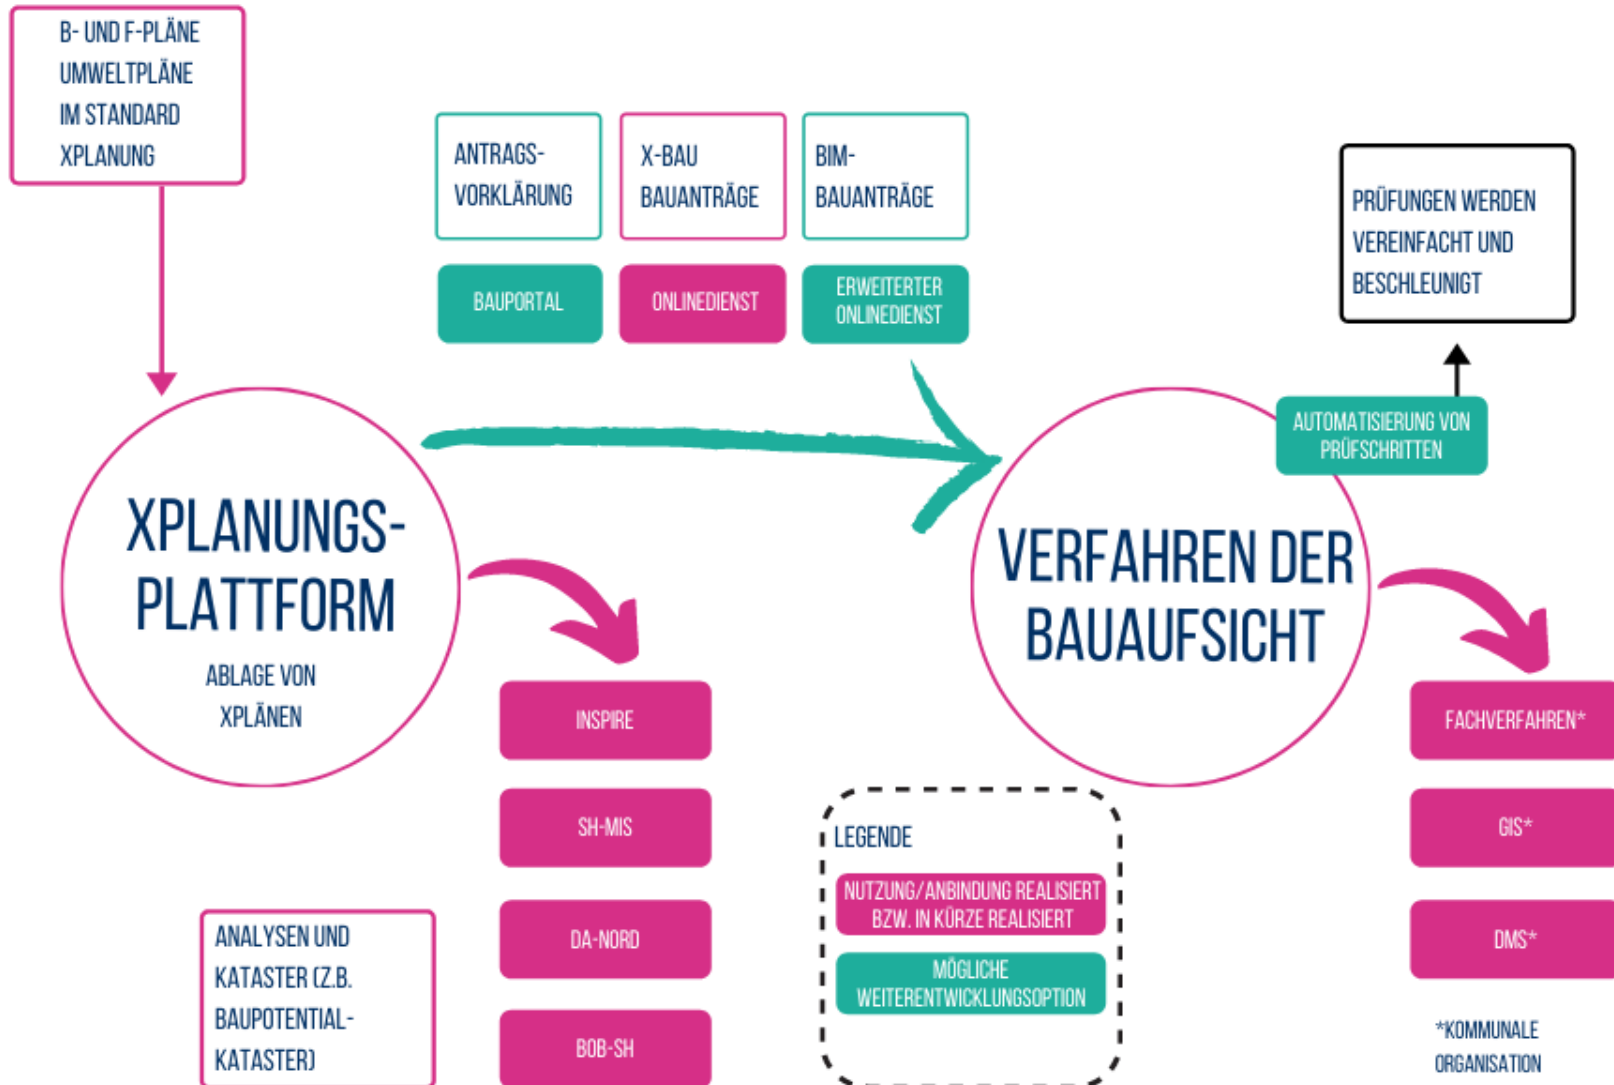 B- UND F-PLÄNE
UMWELTPLÄNE
IM STANDARD
XPLANUNG
ANTRAGS-
VORKLÄRUNG
X-BAU
BAUANTRÄGE
BIM-
BAUANTRÄGE
BAUPORTAL
ONLINEDIENST
ERWEITERTER
ONLINEDIENST
PRÜFUNGEN WERDEN
VEREINFACHT UND
BESCHLEUNIGT
AUTOMATISIERUNG VON
PRÜFSCHRITTEN
XPLANUNGS-
PLATTFORM
ABLAGE VON
XPLÄNEN
VERFAHREN DER
BAUAUFSICHT
INSPIRE
SH-MIS
DA-NORD
BOB-SH
ANALYSEN UND
KATASTER (Z.B.
BAUPOTENTIAL-
KATASTER)
LEGENDE
NUTZUNG/ANBINDUNG REALISIERT
BZW. IN KÜRZE REALISIERT
MÖGLICHE
WEITERENTWICKLUNGSOPTION
FACHVERFAHREN*
GIS*
DMS*
*KOMMUNALE
ORGANISATION